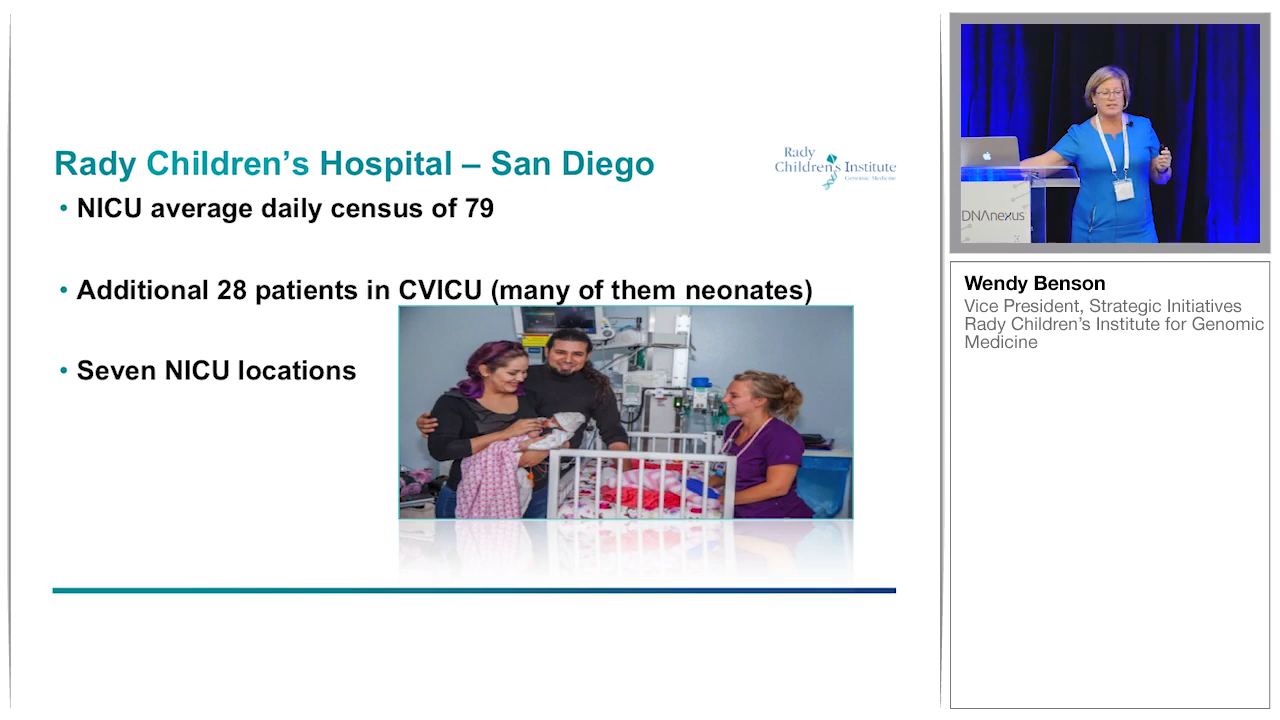 Rady Children's Hospital – San Diego
Rady
Children's Institute
Genomic Medicine
• NICU average daily census of 79
• Additional 28 patients in CVICU (many of them neonates)
• Seven NICU locations
DNAnexus
Wendy Benson
Vice President, Strategic Initiatives
Rady Children's Institute for Genomic
Medicine